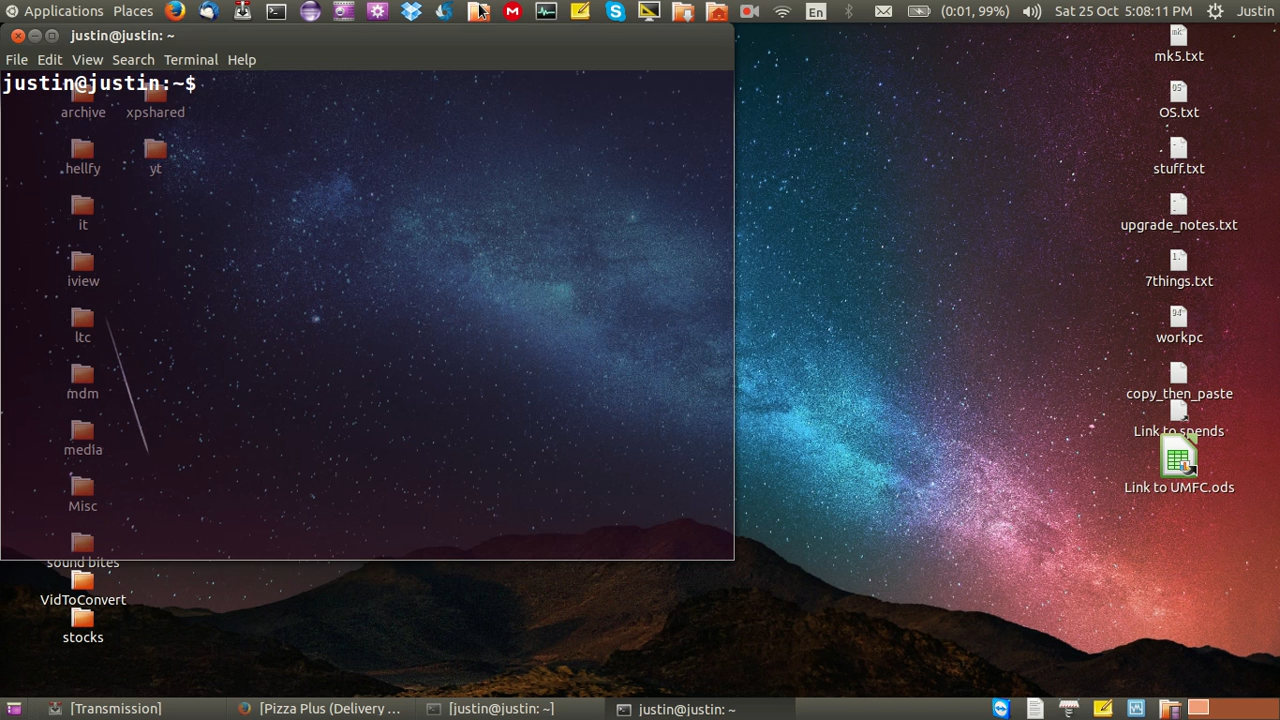 Applications Places En (0:01, 99%) Sat 25 Oct 5:08:11 PM Justin
justin@justin: ~
File Edit View Search Terminal Help
justin@justin:~$
archive xpshared
hellfy yt
it
iview
ltc
mdm
media
Misc
sound bites
VidToConvert
stocks
mk5.txt
OS.txt
stuff.txt
upgrade_notes.txt
7things.txt
workpc
copy_then_paste
Link to spends
Link to UMFC.ods
[Transmission] [Pizza Plus (Delivery ... [justin@justin: ~] justin@justin: ~